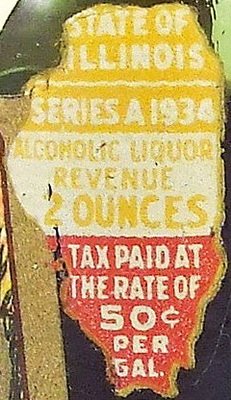 STATE OF
ILLINOIS
SERIES A 1934
ALCOHOLIC LIQUOR
REVENUE
2 OUNCES
TAX PAID AT
THE RATE OF
50¢
PER
GAL.